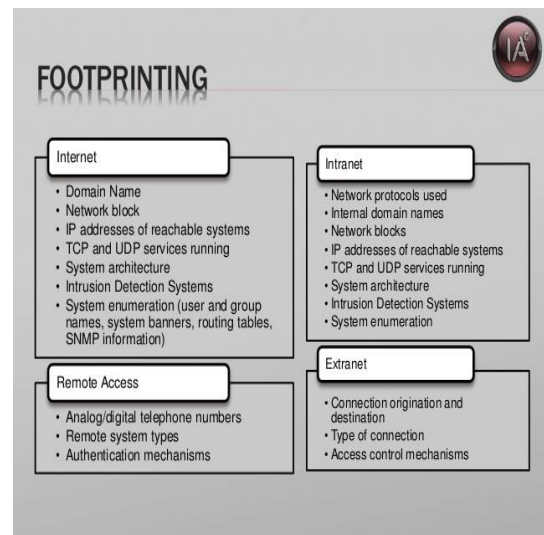 IA
FOOTPRINTING
Internet
• Domain Name
• Network block
• IP addresses of reachable systems
• TCP and UDP services running
• System architecture
• Intrusion Detection Systems
• System enumeration (user and group
names, system banners, routing tables,
SNMP information)
Intranet
• Network protocols used
• Internal domain names
• Network blocks
• IP addresses of reachable systems
• TCP and UDP services running
• System architecture
• Intrusion Detection Systems
• System enumeration
Remote Access
• Analog/digital telephone numbers
• Remote system types
• Authentication mechanisms
Extranet
• Connection origination and
destination
• Type of connection
• Access control mechanisms